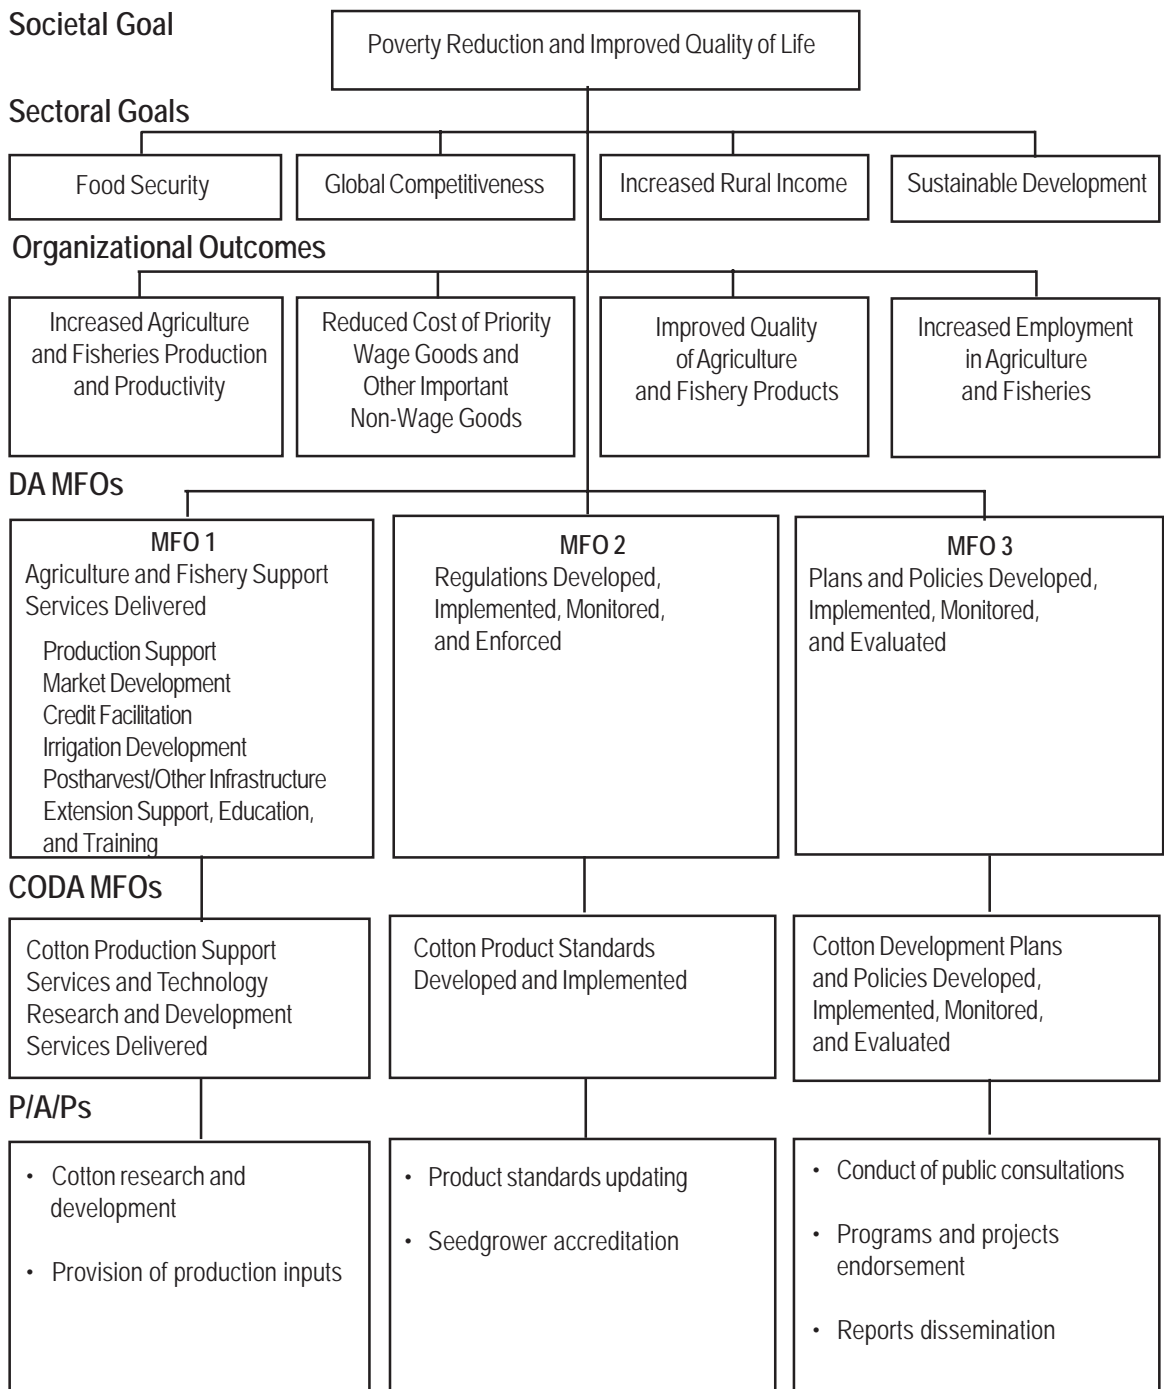 Societal Goal
Poverty Reduction and Improved Quality of Life
Sectoral Goals
Food Security
Global Competitiveness
Increased Rural Income
Sustainable Development
Organizational Outcomes
Increased Agriculture
and Fisheries Production
and Productivity
Reduced Cost of Priority
Wage Goods and
Other Important
Non-Wage Goods
Improved Quality
of Agriculture
and Fishery Products
Increased Employment
in Agriculture
and Fisheries
DA MFOs
MFO 1
Agriculture and Fishery Support
Services Delivered
Production Support
Market Development
Credit Facilitation
Irrigation Development
Postharvest/Other Infrastructure
Extension Support, Education,
and Training
MFO 2
Regulations Developed,
Implemented, Monitored,
and Enforced
MFO 3
Plans and Policies Developed,
Implemented, Monitored,
and Evaluated
CODA MFOs
Cotton Production Support
Services and Technology
Research and Development
Services Delivered
Cotton Product Standards
Developed and Implemented
Cotton Development Plans
and Policies Developed,
Implemented, Monitored,
and Evaluated
P/A/Ps
• Cotton research and
development
• Provision of production inputs
• Product standards updating
• Seedgrower accreditation
• Conduct of public consultations
• Programs and projects
endorsement
• Reports dissemination